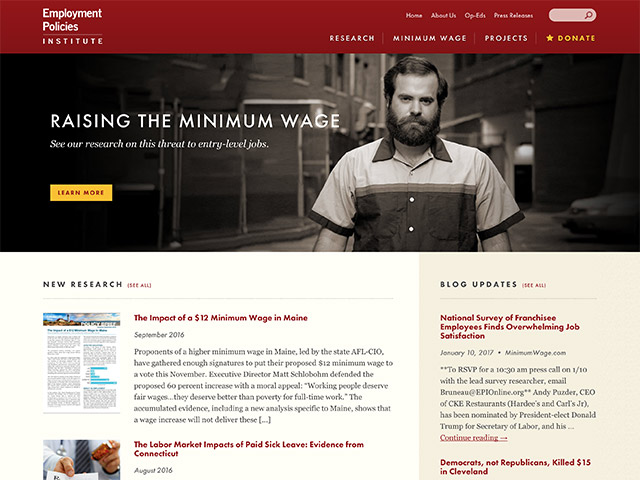 Employment
Policies
INSTITUTE
Home About Us Op-Eds Press Releases
RESEARCH MINIMUM WAGE PROJECTS DONATE
RAISING THE MINIMUM WAGE
See our research on this threat to entry-level jobs.
LEARN MORE
NEW RESEARCH (SEE ALL)
POLICY BRIEF
The Impact of a $12 Minimum Wage in Maine
September 2016
Proponents of a higher minimum wage in Maine, led by the state AFL-CIO,
have gathered enough signatures to put their proposed $12 minimum wage to
a vote this November. Executive Director Matt Schlobohm defended the
proposed 60 percent increase with a moral appeal: “Working people deserve
fair wages…they deserve better than poverty for full-time work.” The
accumulated evidence, including a new analysis specific to Maine, shows that
a wage increase will not deliver these […]
The Labor Market Impacts of Paid Sick Leave: Evidence from
Connecticut
August 2016
BLOG UPDATES (SEE ALL)
National Survey of Franchisee
Employees Finds Overwhelming Job
Satisfaction
January 10, 2017 • MinimumWage.com
**To RSVP for a 10:30 am press call on 1/10
with the lead survey researcher, email
Bruneau@EPIOnline.org** Andy Puzder, CEO
of CKE Restaurants (Hardee's and Carl's Jr),
has been nominated by President-elect Donald
Trump for Secretary of Labor, and his …
Continue reading →
Democrats, not Republicans, Killed $15
in Cleveland